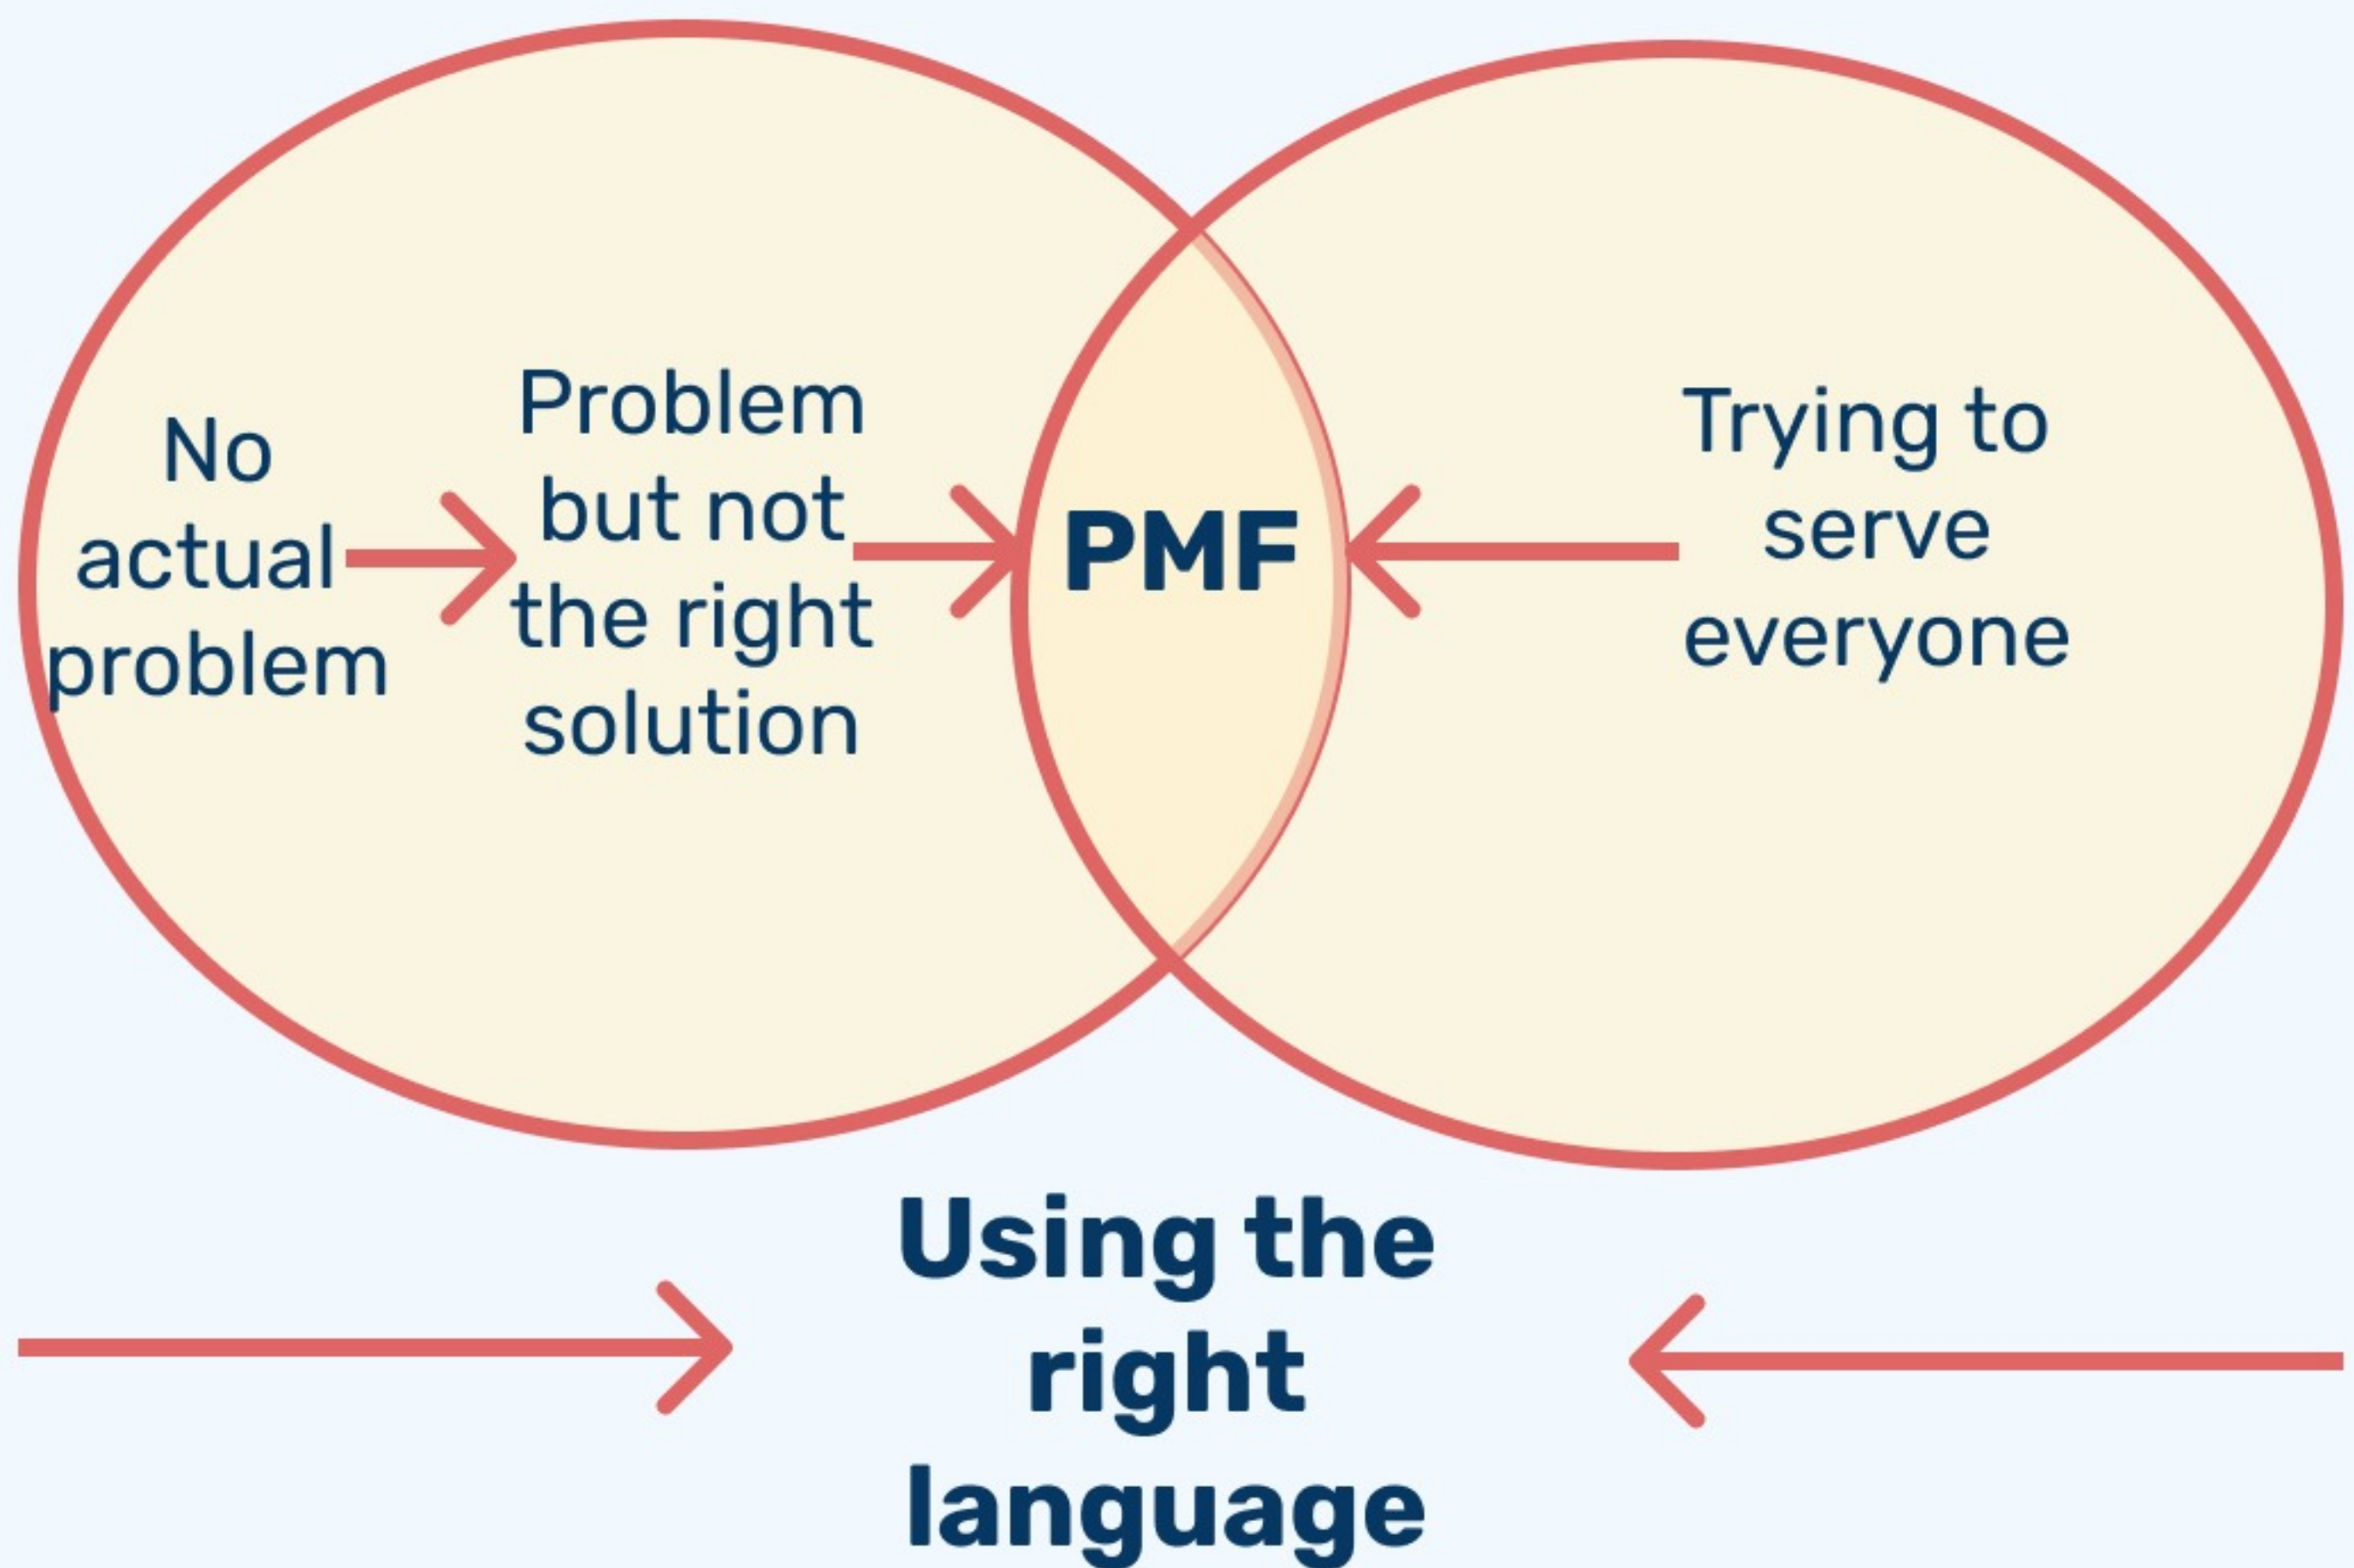 No
actual
problem
Problem
but not
the right
solution
PMF
Trying to
serve
everyone
Using the
right
language